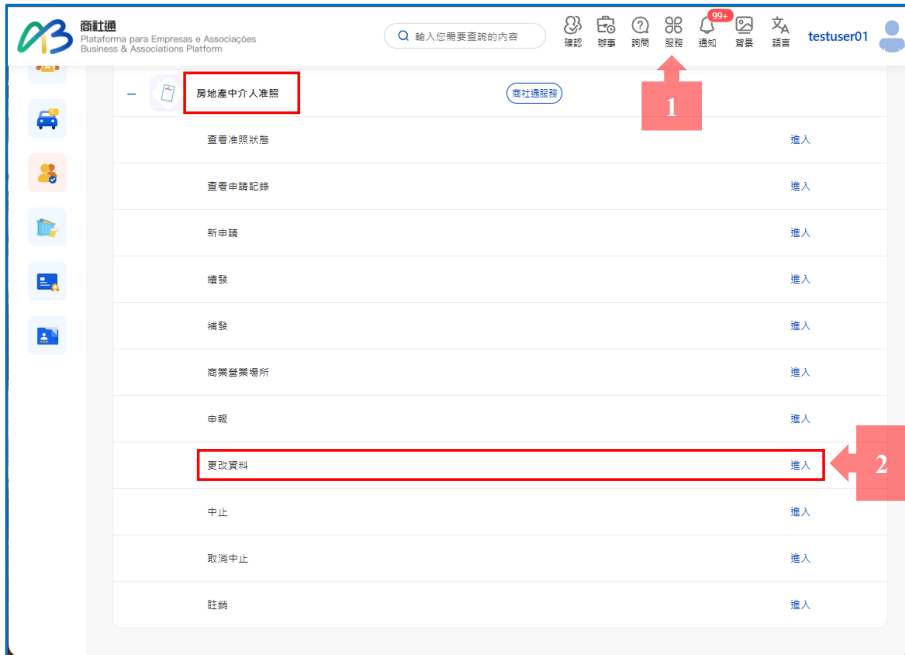 商社通
Plataforma para Empresas e Associações
Business & Associations Platform
輸入您需要查詢的內容
確認
辦事
詢問
服務
99+
通知
背景
語言
testuser01
1
房地產中介人准照
商社通服務
查看准照狀態 進入
查看申請記錄 進入
新申請 進入
續發 進入
補發 進入
商業營業場所 進入
申報 進入
更改資料 進入
2
中止 進入
取消中止 進入
註銷 進入